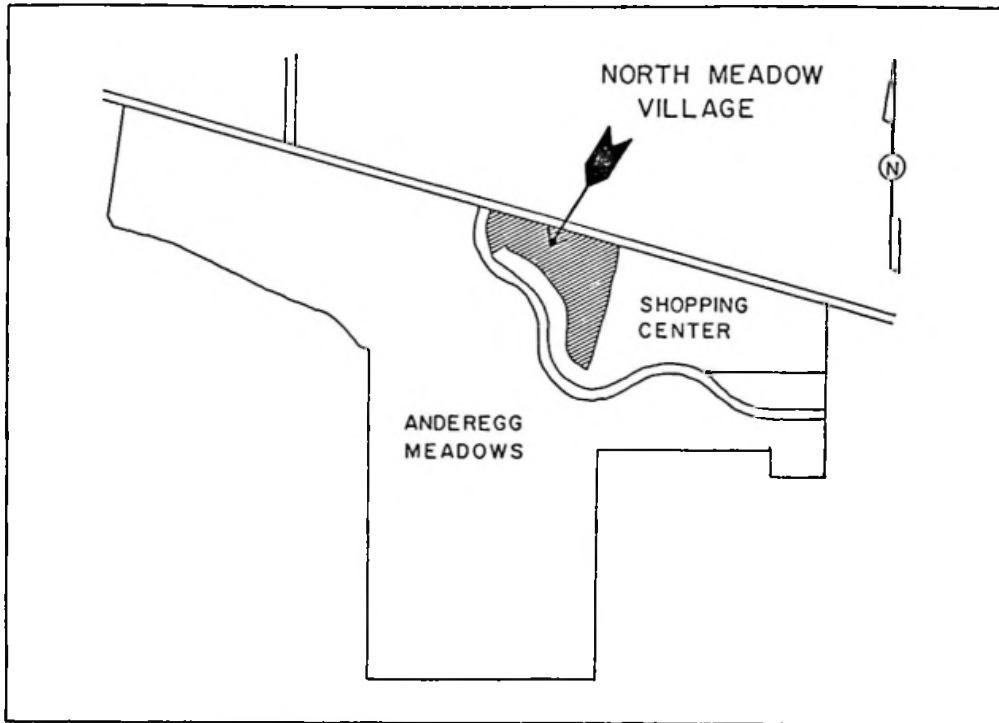 NORTH MEADOW
VILLAGE
N
SHOPPING
CENTER
ANDEREGG
MEADOWS